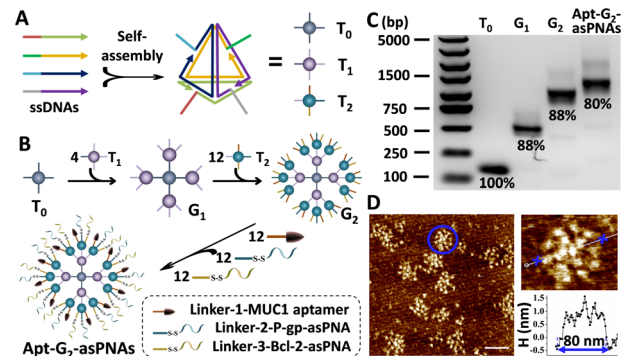 A
Self-
assembly
ssDNAs
=
T0
T1
T2
B
4 T1
12 T2
T0
G1
G2
12
12 s-s
12 s-s
Apt-G2-asPNAs
Linker-1-MUC1 aptamer
s-s Linker-2-P-gp-asPNA
s-s Linker-3-Bcl-2-asPNA
C (bp) T0 G1 G2 Apt-G2-
asPNAs
5000
1500
750
500
250
100
100%
88%
88%
80%
D
H (nm)
1.5
1.0
0.5
0.0
-0.5
80 nm